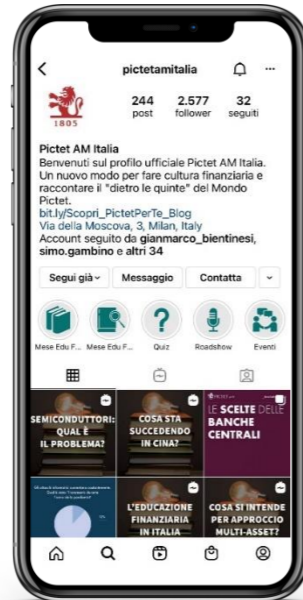 pictetamitalia
1805
244
2.577
32
post
follower
seguiti
Pictet AM Italia
Benvenuti sul profilo ufficiale Pictet AM Italia.
Un nuovo modo per fare cultura finanziaria e
raccontare il "dietro le quinte" del Mondo
Pictet.
bit.ly/Scopri_PictetPerTe_Blog
Via della Moscova, 3, Milan, Italy
Account seguito da gianmarco_bientinesi,
simo.gambino e altri 34
Segui già
Messaggio
Contatta
Mese Edu F...
Mese Edu F...
Quiz
Roadshow
Eventi
SEMICONDUTTORI:
QUAL È
IL PROBLEMA?
COSA STA
SUCCEDENDO
IN CINA?
LE SCELTE DELLE
BANCHE
CENTRALI
L'EDUCAZIONE
FINANZIARIA
IN ITALIA
COSA SI INTENDE
PER APPROCCIO
MULTI-ASSET?